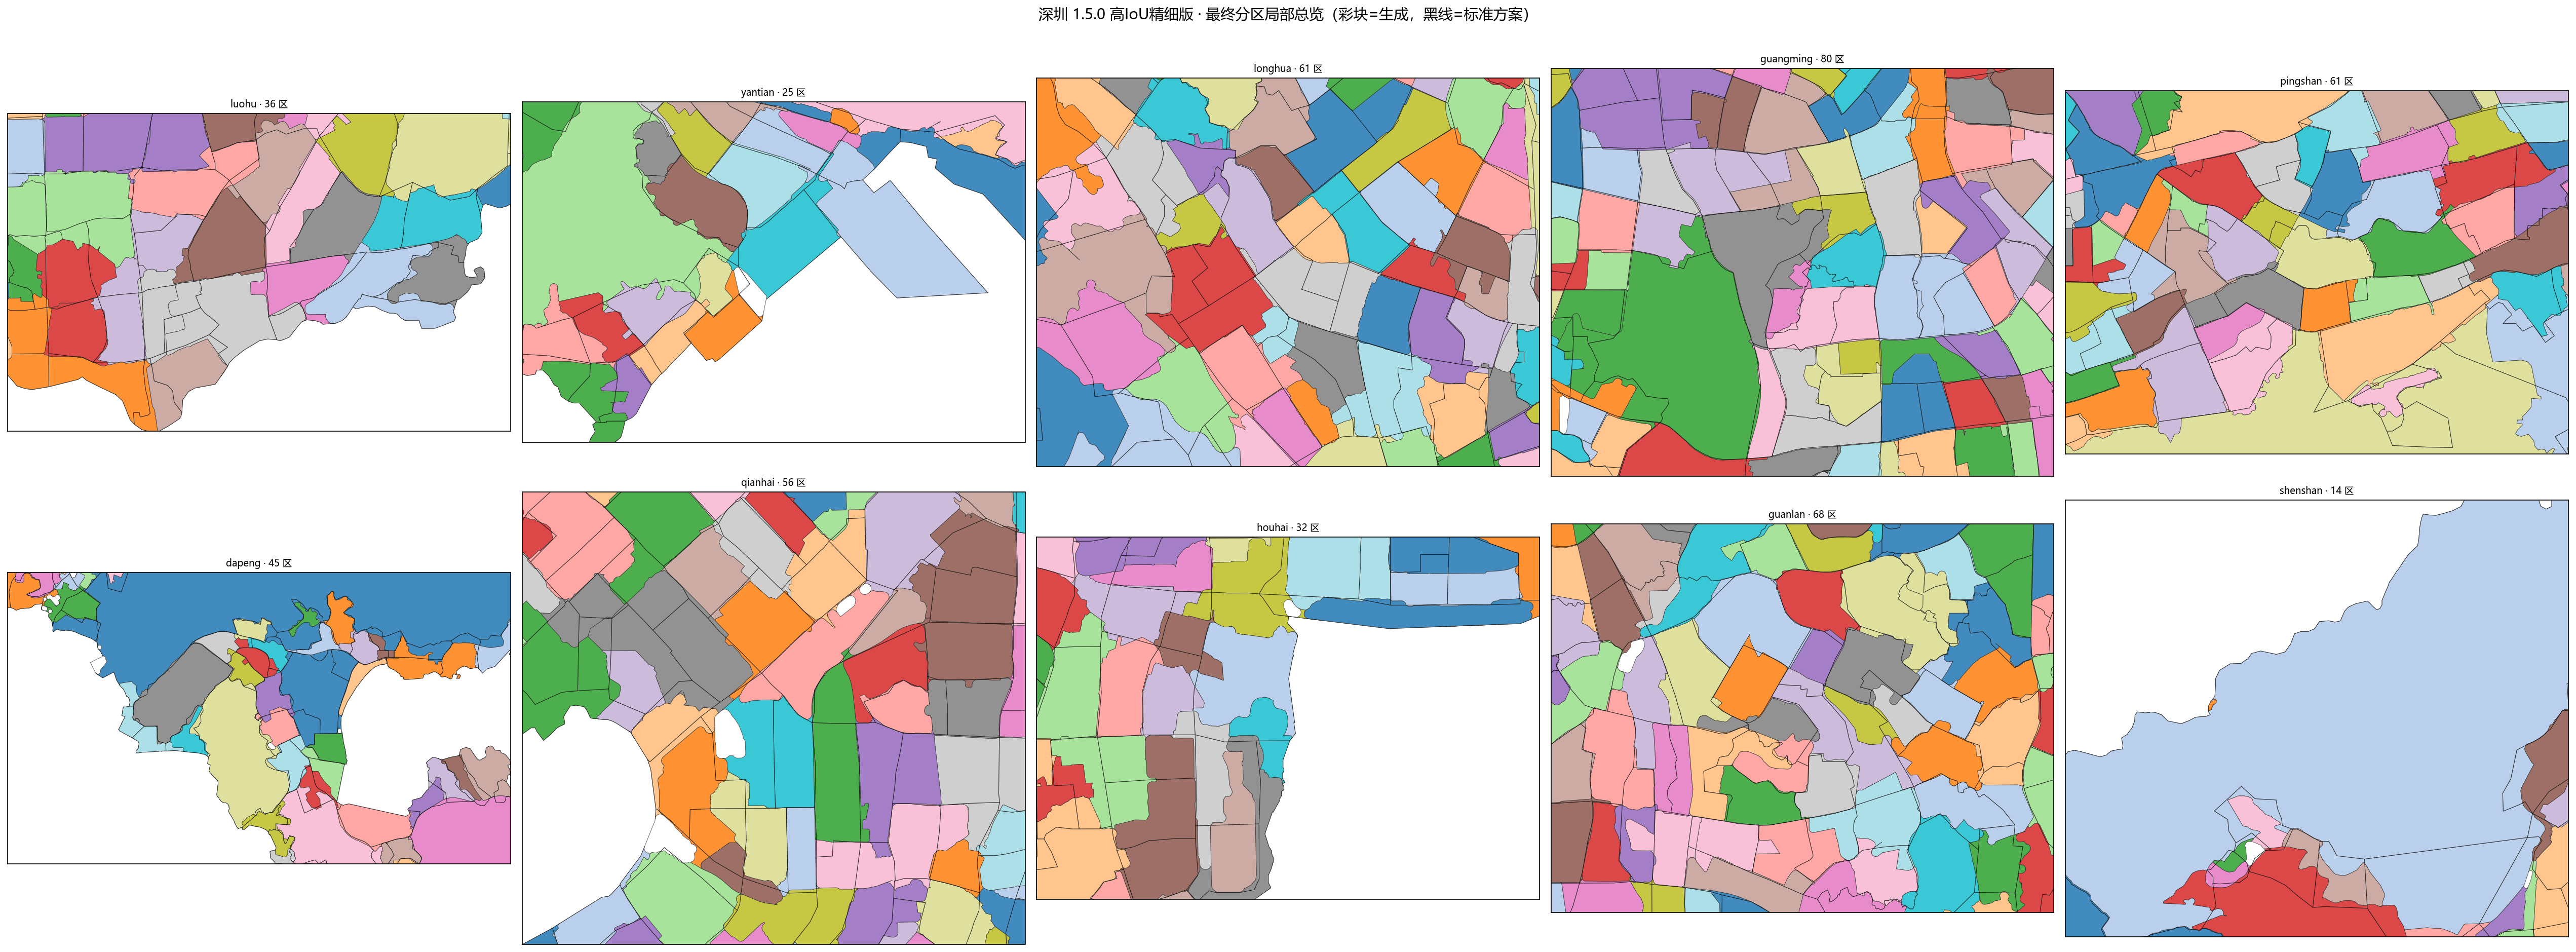 深圳 1.5.0 高IoU精细版 · 最终分区局部总览（彩块=生成，黑线=标准方案）
luohu · 36 区
yantian · 25 区
longhua · 61 区
guangming · 80 区
pingshan · 61 区
dapeng · 45 区
qianhai · 56 区
houhai · 32 区
guanlan · 68 区
shenshan · 14 区